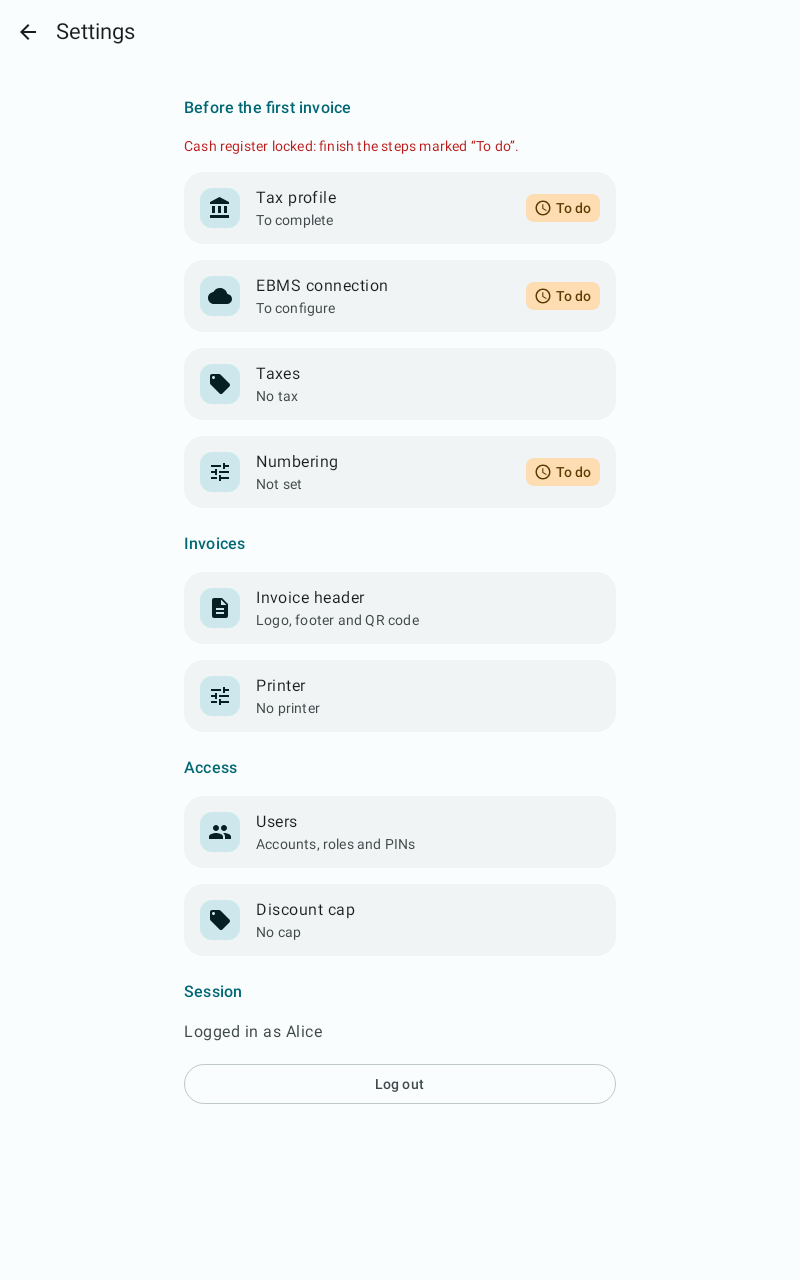 Settings
Before the first invoice
Cash register locked: finish the steps marked “To do”.
Tax profile
To complete
To do
EBMS connection
To configure
To do
Taxes
No tax
Numbering
Not set
To do
Invoices
Invoice header
Logo, footer and QR code
Printer
No printer
Access
Users
Accounts, roles and PINs
Discount cap
No cap
Session
Logged in as Alice
Log out